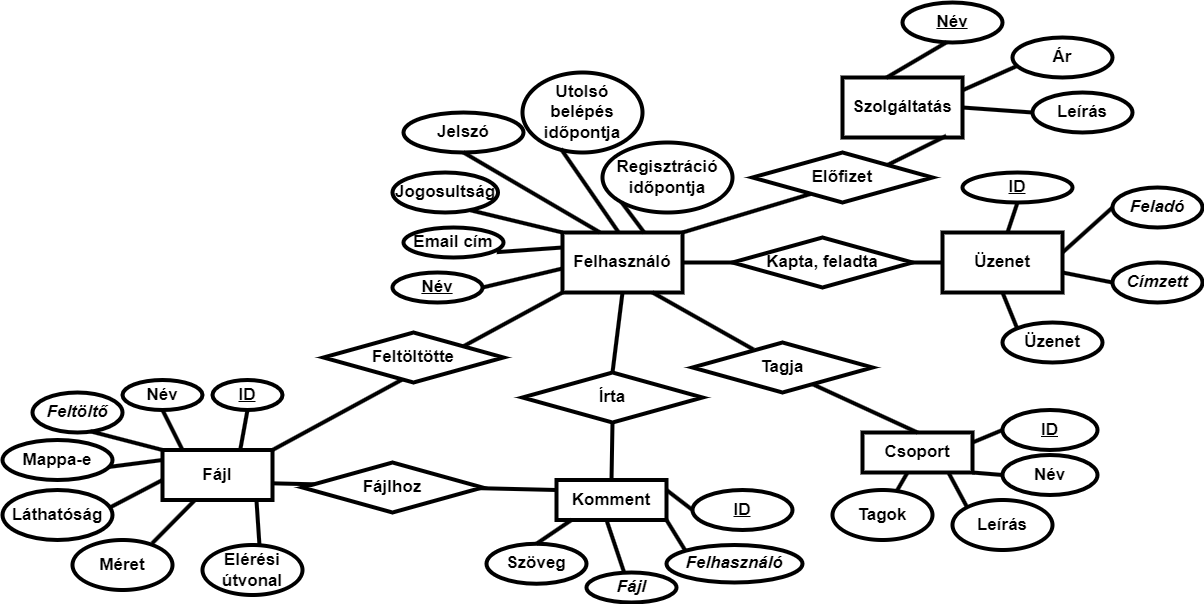 Név
Ár
Szolgáltatás
Leírás
Utolsó
belépés
időpontja
Jelszó
Regisztráció
időpontja
Előfizet
Jogosultság
ID
Feladó
Email cím
Felhasználó
Kapta, feladta
Üzenet
Címzett
Név
Üzenet
Feltöltötte
Tagja
Írta
Feltöltő
Név
ID
ID
Mappa-e
Fájl
Csoport
Név
Fájlhoz
Komment
ID
Láthatóság
Tagok
Leírás
Méret
Elérési
útvonal
Szöveg
Fájl
Felhasználó